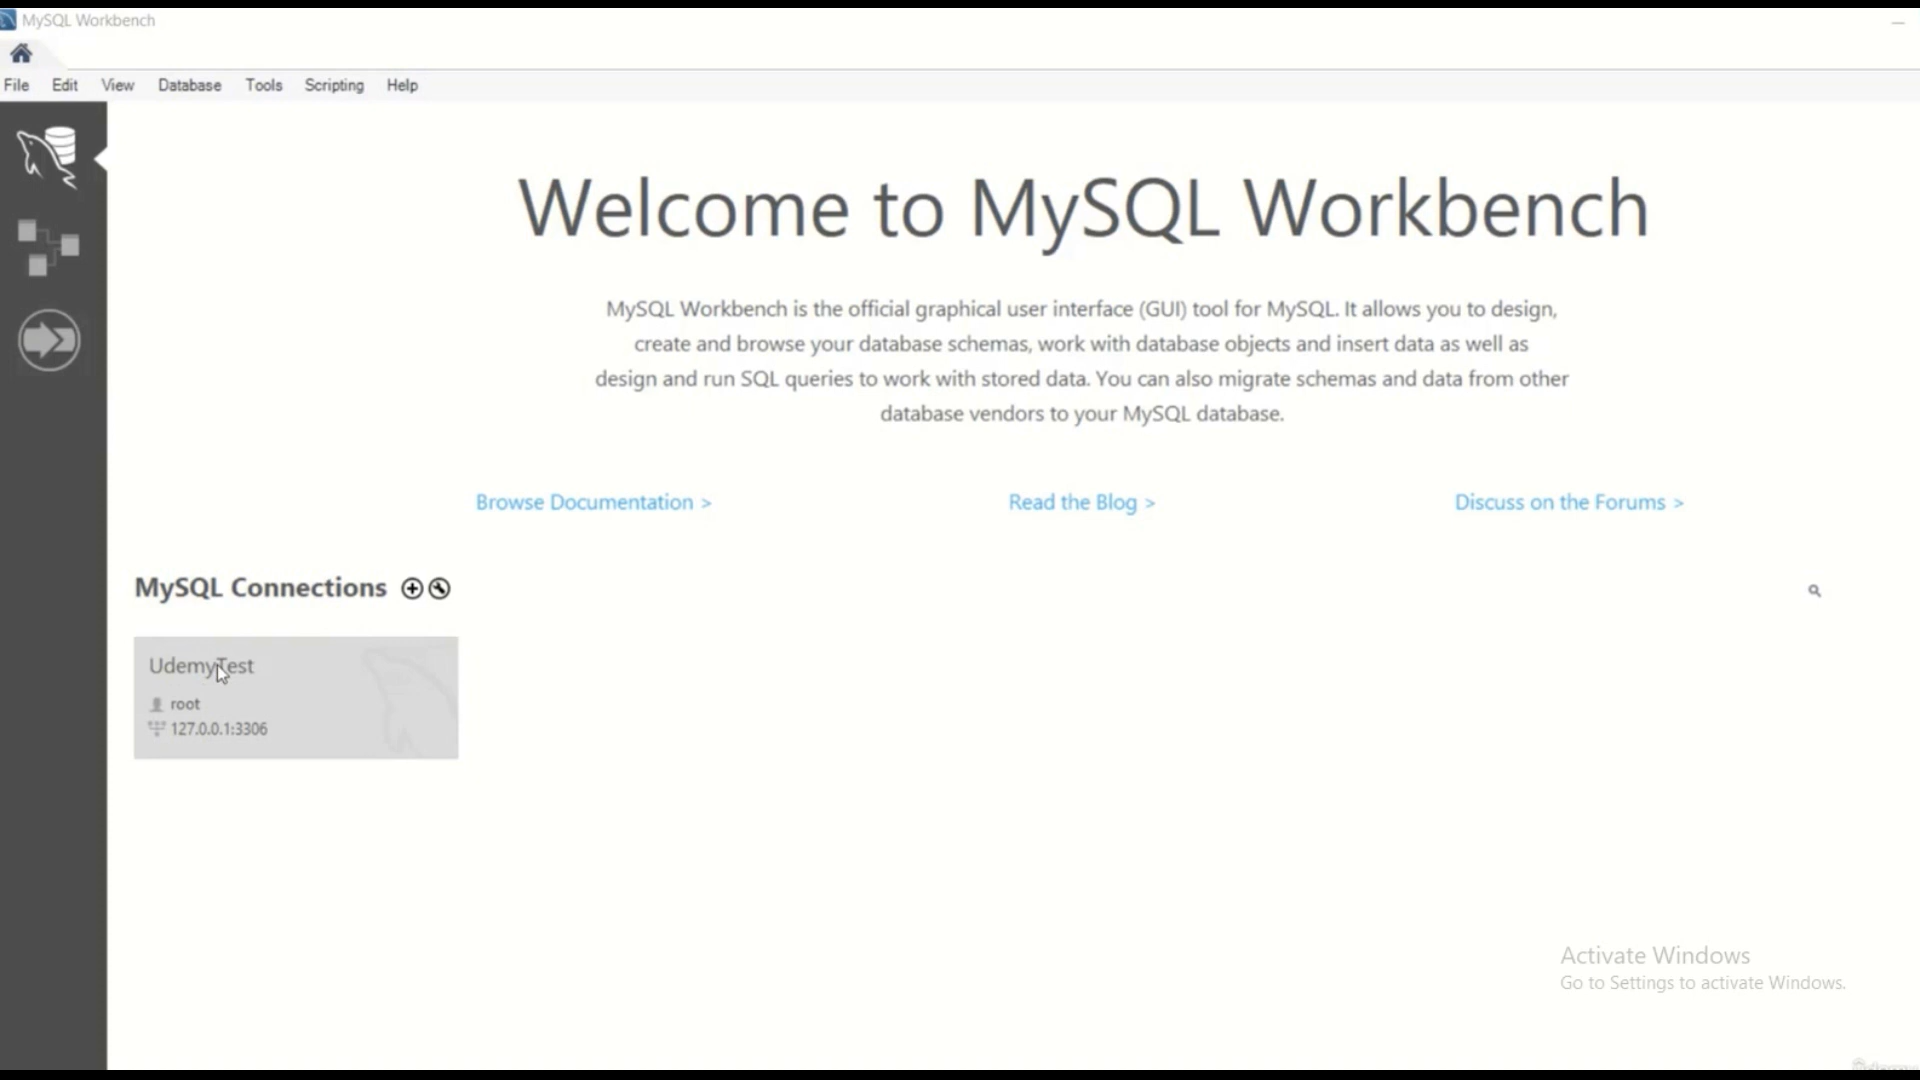 MySQL Workbench
File Edit View Database Tools Scripting Help
Welcome to MySQL Workbench
MySQL Workbench is the official graphical user interface (GUI) tool for MySQL. It allows you to design,
create and browse your database schemas, work with database objects and insert data as well as
design and run SQL queries to work with stored data. You can also migrate schemas and data from other
database vendors to your MySQL database.
Browse Documentation > Read the Blog > Discuss on the Forums >
MySQL Connections
UdemyTest
root
127.0.0.1:3306
Activate Windows
Go to Settings to activate Windows.